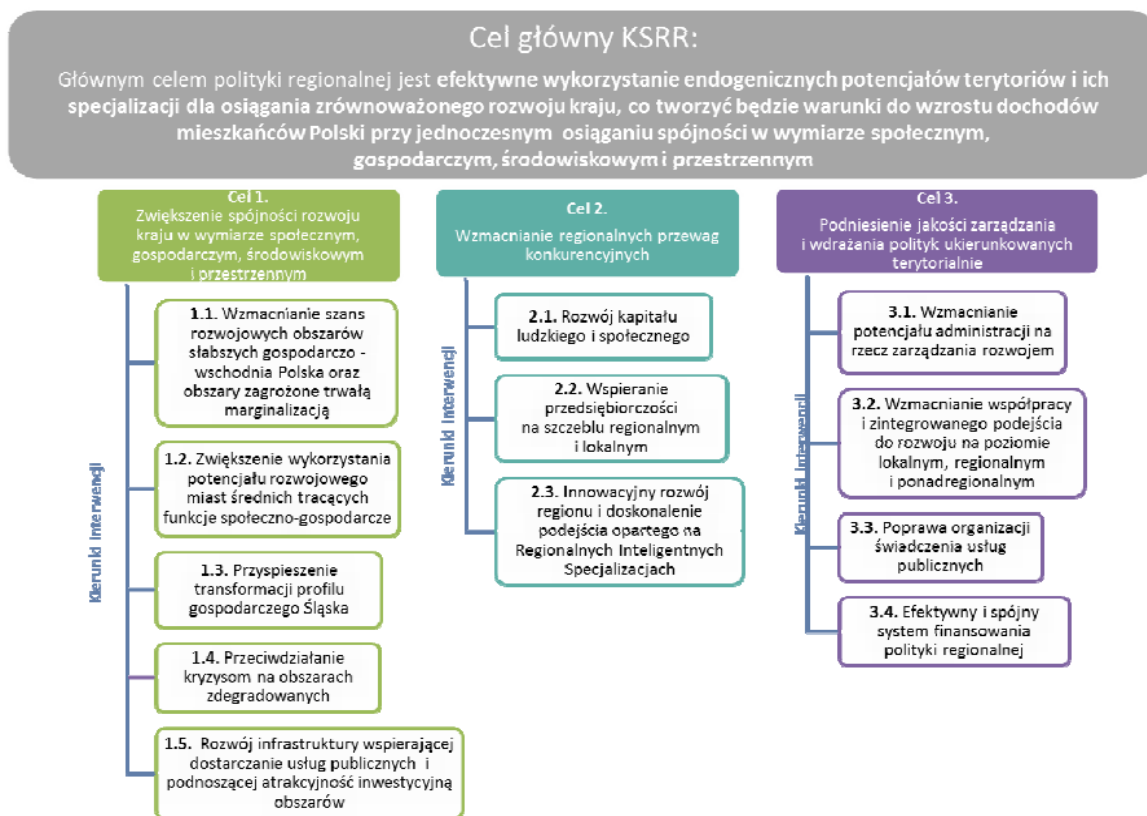 Cel główny KSRR:
Głównym celem polityki regionalnej jest efektywne wykorzystanie endogenicznych potencjałów terytoriów i ich
specjalizacji dla osiągania zrównoważonego rozwoju kraju, co tworzyć będzie warunki do wzrostu dochodów
mieszkańców Polski przy jednoczesnym osiąganiu spójności w wymiarze społecznym,
gospodarczym, środowiskowym i przestrzennym
Cel 1.
Zwiększenie spójności rozwoju
kraju w wymiarze społecznym,
gospodarczym, środowiskowym
i przestrzennym
Kierunki interwencji
1.1. Wzmacnianie szans
rozwojowych obszarów
słabszych gospodarczo -
wschodnia Polska oraz
obszary zagrożone trwałą
marginalizacją
1.2. Zwiększenie wykorzystania
potencjału rozwojowego
miast średnich tracących
funkcje społeczno-gospodarcze
1.3. Przyspieszenie
transformacji profilu
gospodarczego Śląska
1.4. Przeciwdziałanie
kryzysom na obszarach
zdegradowanych
1.5. Rozwój infrastruktury wspierającej
dostarczanie usług publicznych i
podnoszącej atrakcyjność inwestycyjną
obszarów
Cel 2.
Wzmacnianie regionalnych przewag
konkurencyjnych
Kierunki interwencji
2.1. Rozwój kapitału
ludzkiego i społecznego
2.2. Wspieranie
przedsiębiorczości
na szczeblu regionalnym
i lokalnym
2.3. Innowacyjny rozwój
regionu i doskonalenie
podejścia opartego na
Regionalnych Inteligentnych
Specjalizacjach
Cel 3.
Podniesienie jakości zarządzania
i wdrażania polityk ukierunkowanych
terytorialnie
Kierunki interwencji
3.1. Wzmacnianie
potencjału administracji na
rzecz zarządzania rozwojem
3.2. Wzmacnianie współpracy
i zintegrowanego podejścia
do rozwoju na poziomie
lokalnym, regionalnym
i ponadregionalnym
3.3. Poprawa organizacji
świadczenia usług
publicznych
3.4. Efektywny i spójny
system finansowania
polityki regionalnej